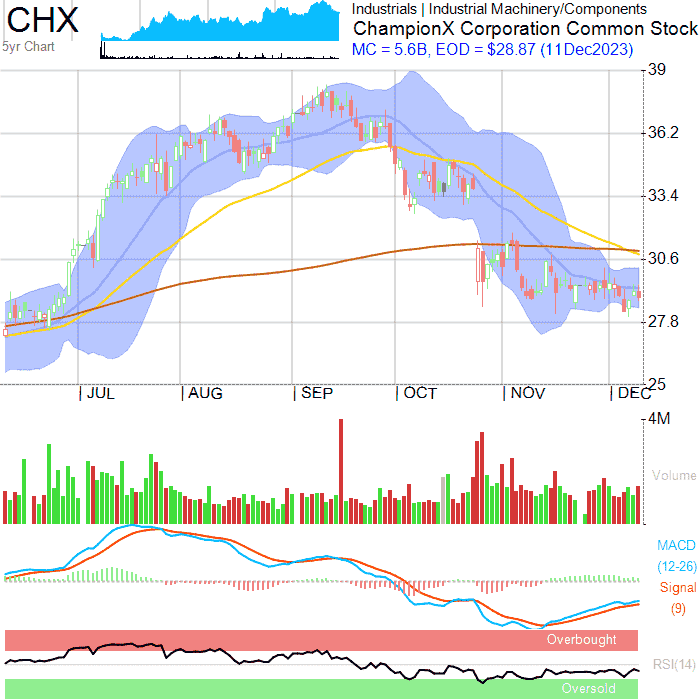 CHX
5yr Chart
Industrials | Industrial Machinery/Components
ChampionX Corporation Common Stock
MC = 5.6B, EOD = $28.87 (11Dec2023)
39
36.2
33.4
30.6
27.8
25
JUL
AUG
SEP
OCT
NOV
DEC
4M
Volume
MACD
(12-26)
Signal
(9)
Overbought
RSI(14)
Oversold